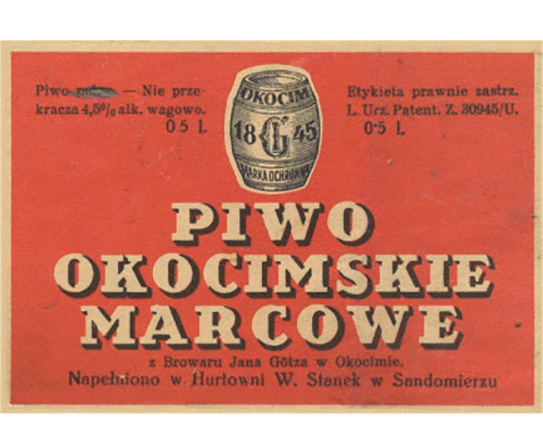 Piwo — Nie prze-
kracza 4,5% alk. wagowo.
0 5 l.
OKOCIM
18 G 45
MARKA OCHRONNA
Etykieta prawnie zastrz.
L. Urz. Patent. Z. 30945/U.
0·5 l.
PIWO
OKOCIMSKIE
MARCOWE
z Browaru Jana Götza w Okocimie.
Napełniono w Hurtowni W. Stanek w Sandomierzu